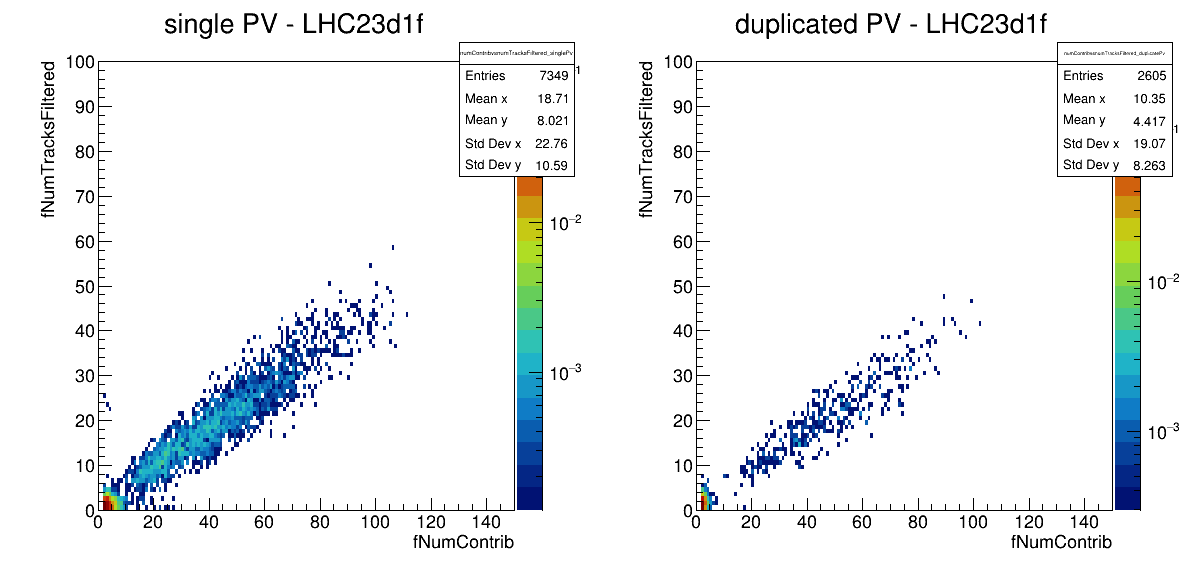 single PV - LHC23d1f
numContribvsnumTracksFiltered_singlePv
Entries 7349
Mean x 18.71
Mean y 8.021
Std Dev x 22.76
Std Dev y 10.59
1
fNumTracksFiltered
100
90
80
70
60
50
40
30
20
10
0
0 20 40 60 80 100 120 140
fNumContrib
10−2
10−3
duplicated PV - LHC23d1f
numContribvsnumTracksFiltered_duplicatePv
Entries 2605
Mean x 10.35
Mean y 4.417
Std Dev x 19.07
Std Dev y 8.263
1
fNumTracksFiltered
100
90
80
70
60
50
40
30
20
10
0
0 20 40 60 80 100 120 140
fNumContrib
10−2
10−3